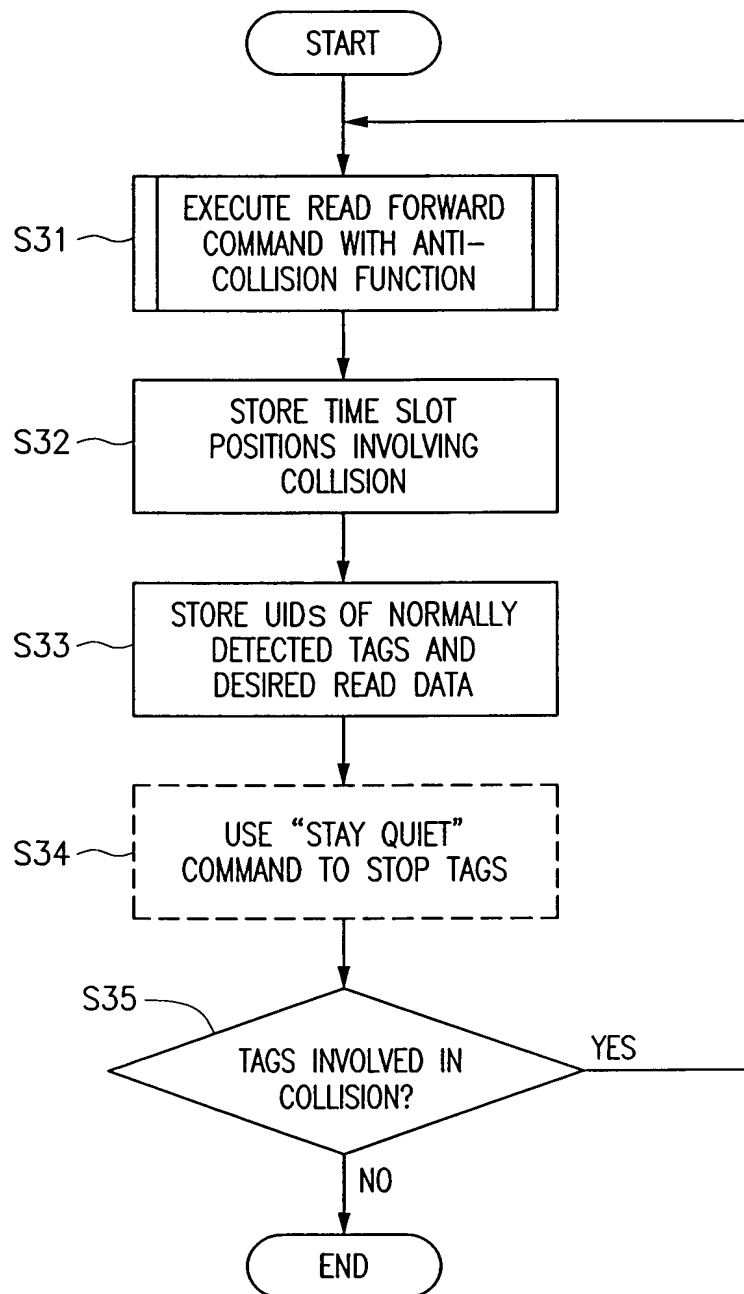 START
S31
EXECUTE READ FORWARD
COMMAND WITH ANTI-
COLLISION FUNCTION
S32
STORE TIME SLOT
POSITIONS INVOLVING
COLLISION
S33
STORE UIDs OF NORMALLY
DETECTED TAGS AND
DESIRED READ DATA
S34
USE “STAY QUIET”
COMMAND TO STOP TAGS
S35
TAGS INVOLVED IN
COLLISION?
YES
NO
END